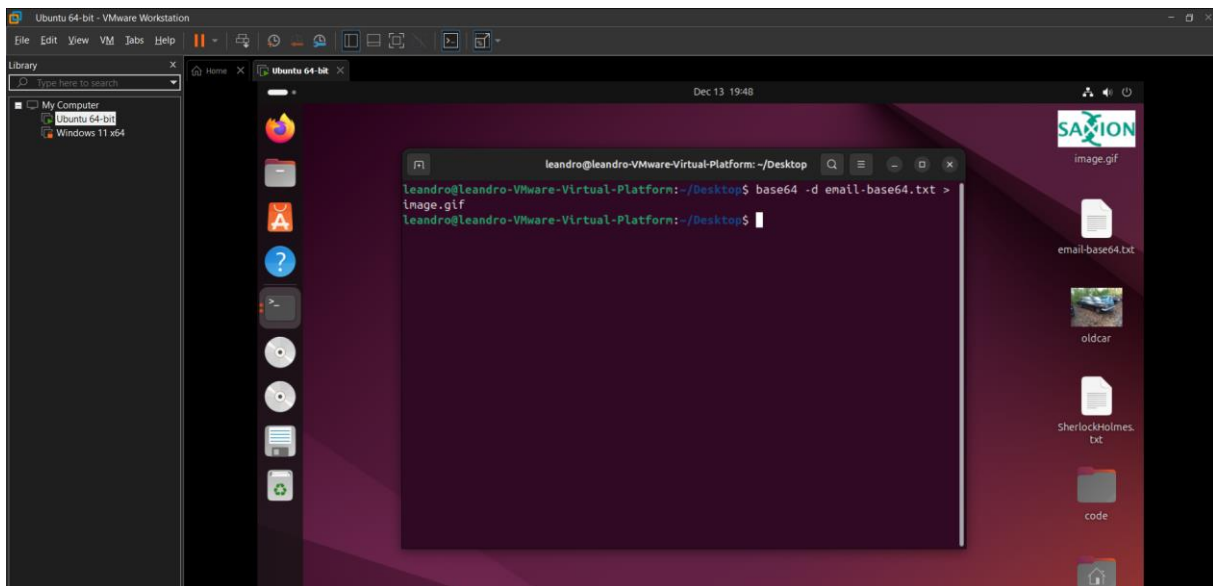 Ubuntu 64-bit - VMware Workstation
File Edit View VM Tabs Help
Library
Type here to search
My Computer
Ubuntu 64-bit
Windows 11 x64
Home
Ubuntu 64-bit
Dec 13 19:48
leandro@leandro-VMware-Virtual-Platform: ~/Desktop
leandro@leandro-VMware-Virtual-Platform:~/Desktop$ base64 -d email-base64.txt >
image.gif
leandro@leandro-VMware-Virtual-Platform:~/Desktop$
SAXION
image.gif
email-base64.txt
oldcar
SherlockHolmes.
txt
code